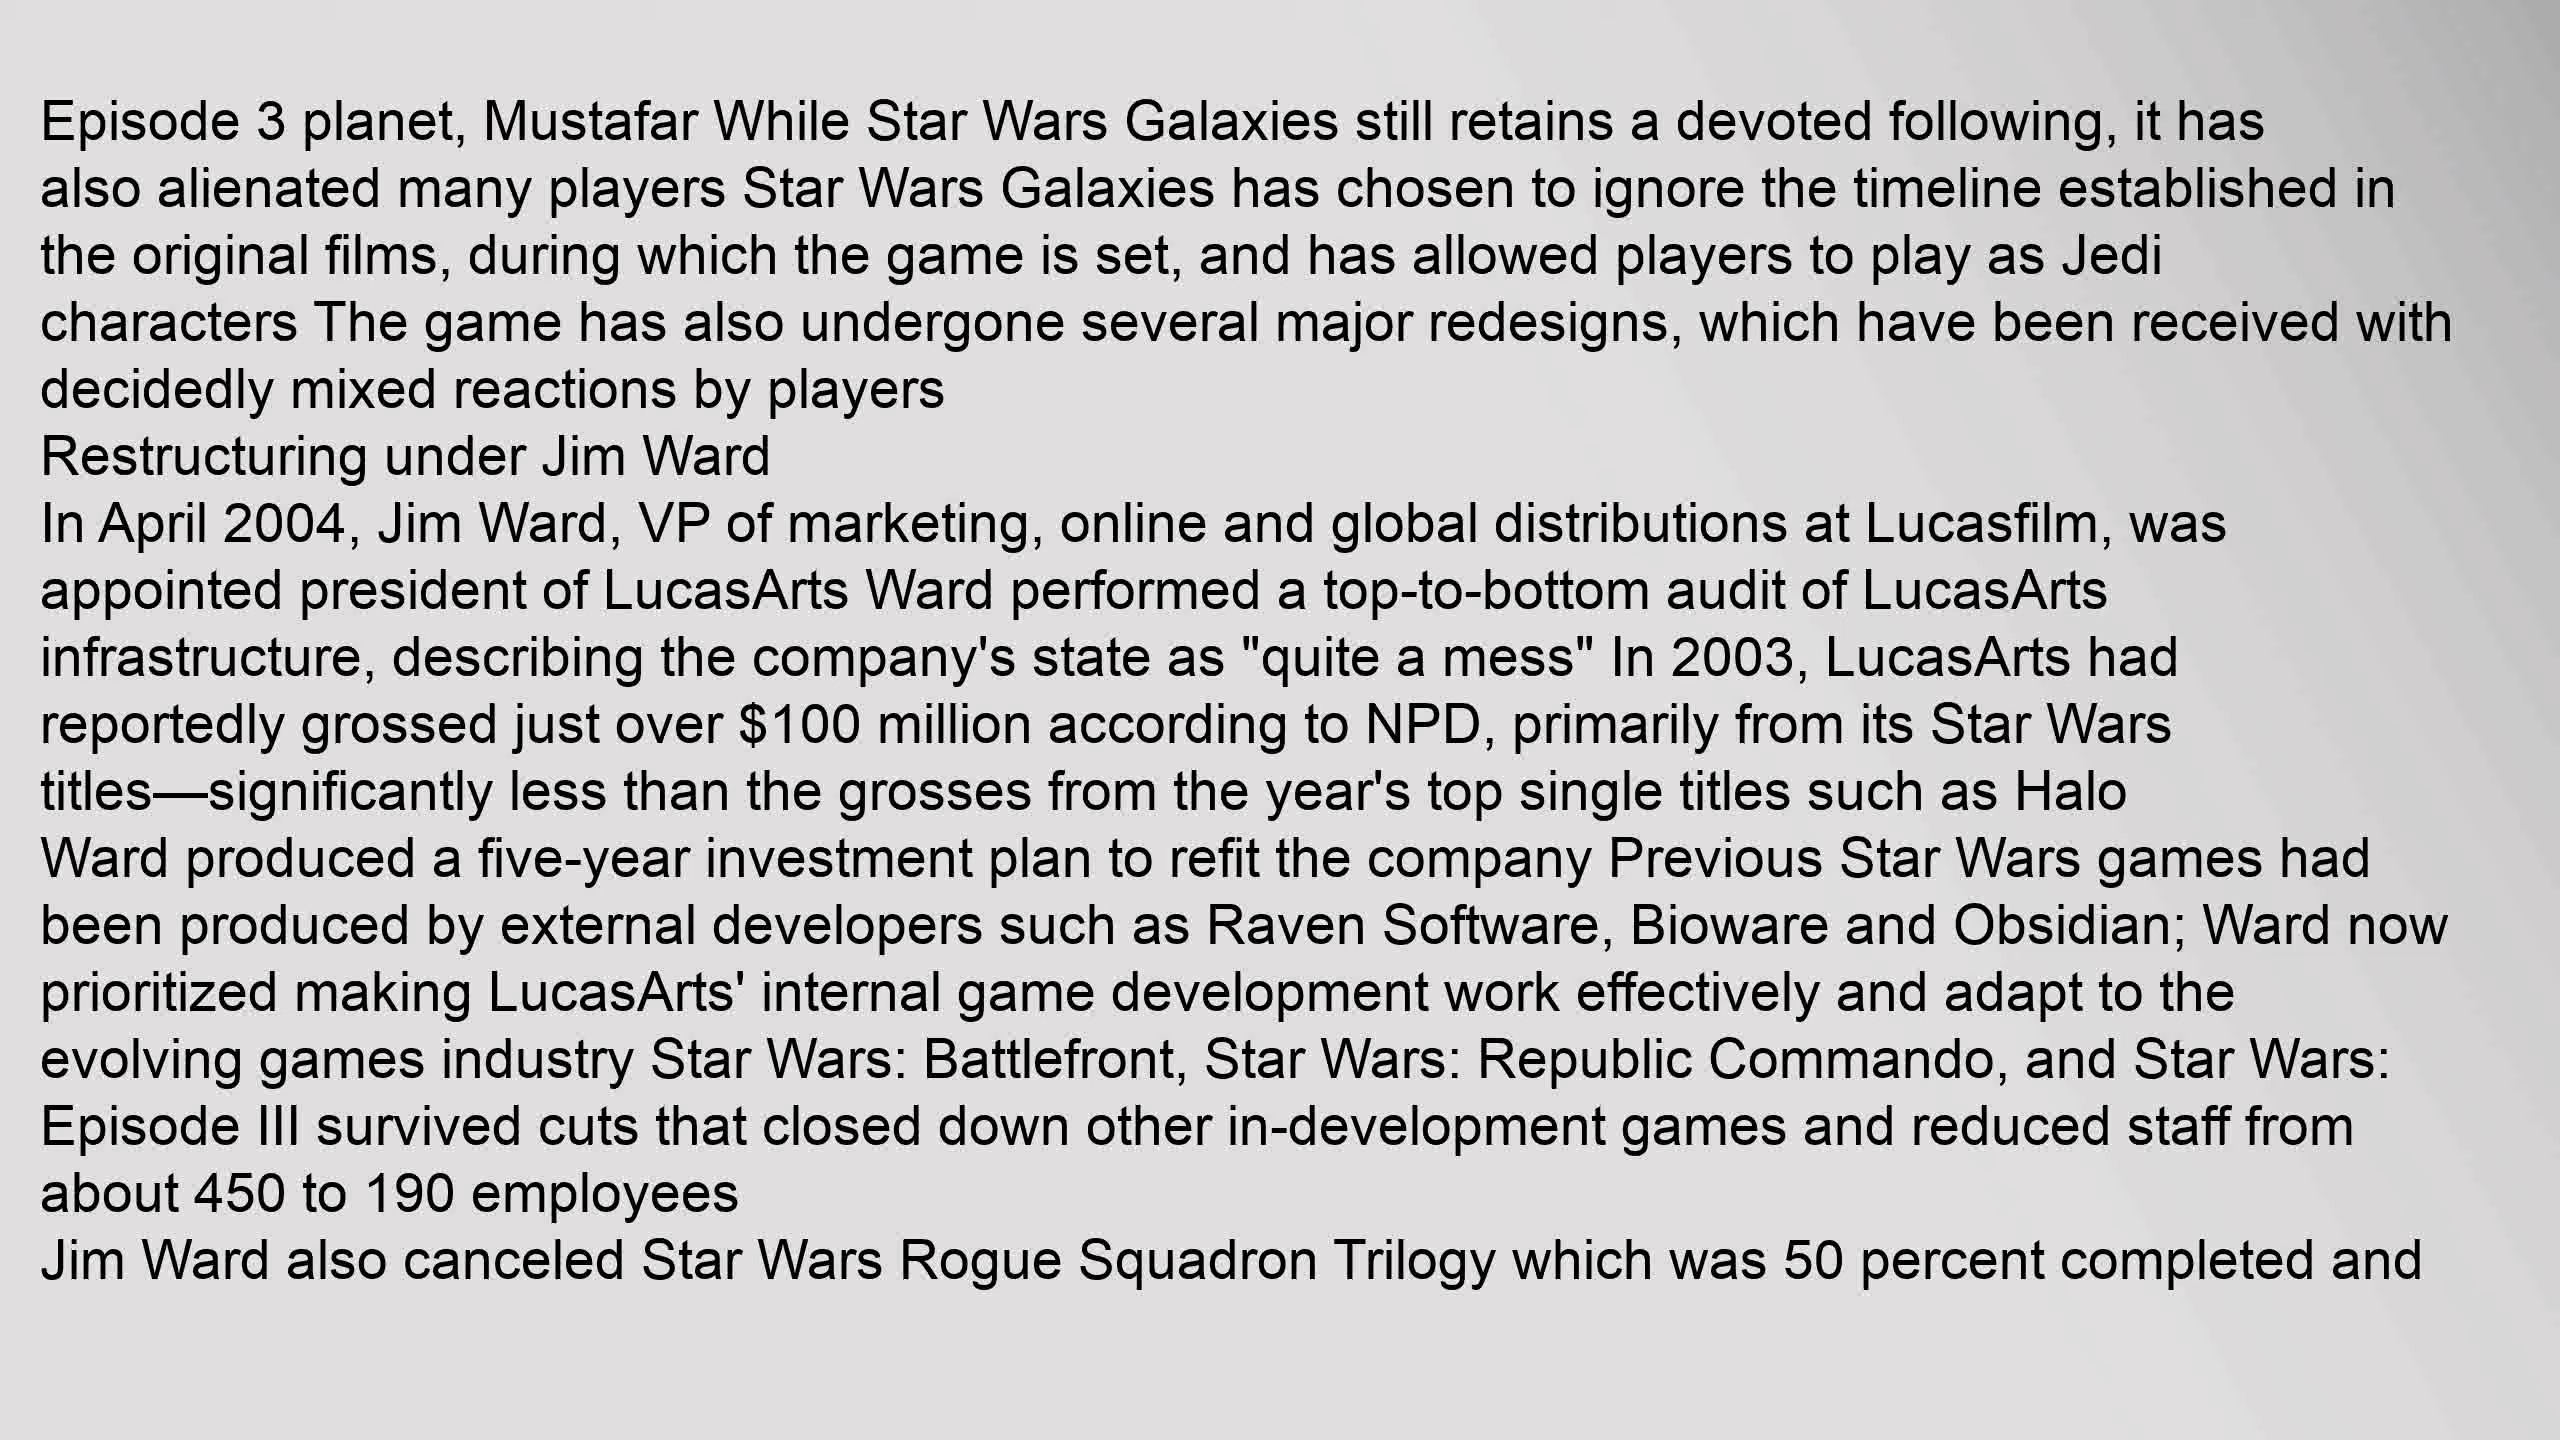 Episode 3 planet, Mustafar While Star Wars Galaxies still retains a devoted following, it has
also alienated many players Star Wars Galaxies has chosen to ignore the timeline established in
the original films, during which the game is set, and has allowed players to play as Jedi
characters The game has also undergone several major redesigns, which have been received with
decidedly mixed reactions by players
Restructuring under Jim Ward
In April 2004, Jim Ward, VP of marketing, online and global distributions at Lucasfilm, was
appointed president of LucasArts Ward performed a top-to-bottom audit of LucasArts
infrastructure, describing the company's state as "quite a mess" In 2003, LucasArts had
reportedly grossed just over $100 million according to NPD, primarily from its Star Wars
titles—significantly less than the grosses from the year's top single titles such as Halo
Ward produced a five-year investment plan to refit the company Previous Star Wars games had
been produced by external developers such as Raven Software, Bioware and Obsidian; Ward now
prioritized making LucasArts' internal game development work effectively and adapt to the
evolving games industry Star Wars: Battlefront, Star Wars: Republic Commando, and Star Wars:
Episode III survived cuts that closed down other in-development games and reduced staff from
about 450 to 190 employees
Jim Ward also canceled Star Wars Rogue Squadron Trilogy which was 50 percent completed and